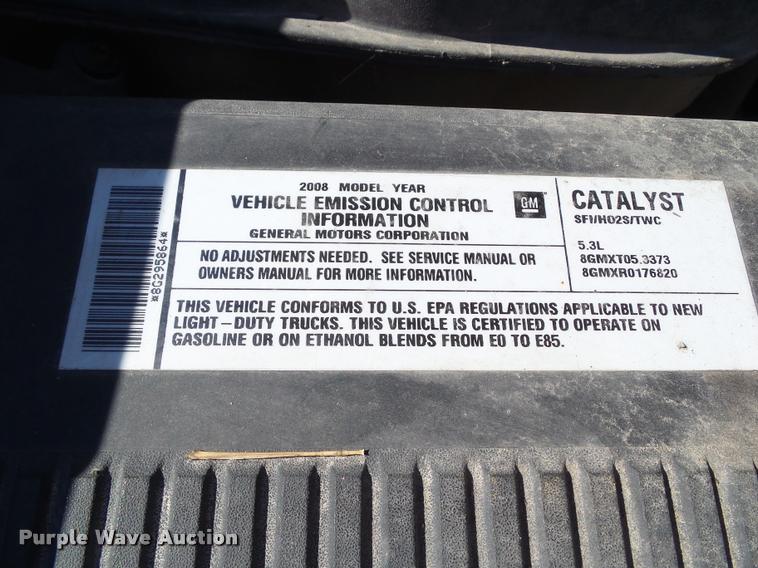 2008 MODEL YEAR
VEHICLE EMISSION CONTROL
INFORMATION
GENERAL MOTORS CORPORATION
GM
CATALYST
SFI/HO2S/TWC
5.3L
8GMXT05.3373
8GMXR0176820
NO ADJUSTMENTS NEEDED. SEE SERVICE MANUAL OR
OWNERS MANUAL FOR MORE INFORMATION.
THIS VEHICLE CONFORMS TO U.S. EPA REGULATIONS APPLICABLE TO NEW
LIGHT-DUTY TRUCKS. THIS VEHICLE IS CERTIFIED TO OPERATE ON
GASOLINE OR ON ETHANOL BLENDS FROM E0 TO E85.
*8G295864*
Purple Wave Auction